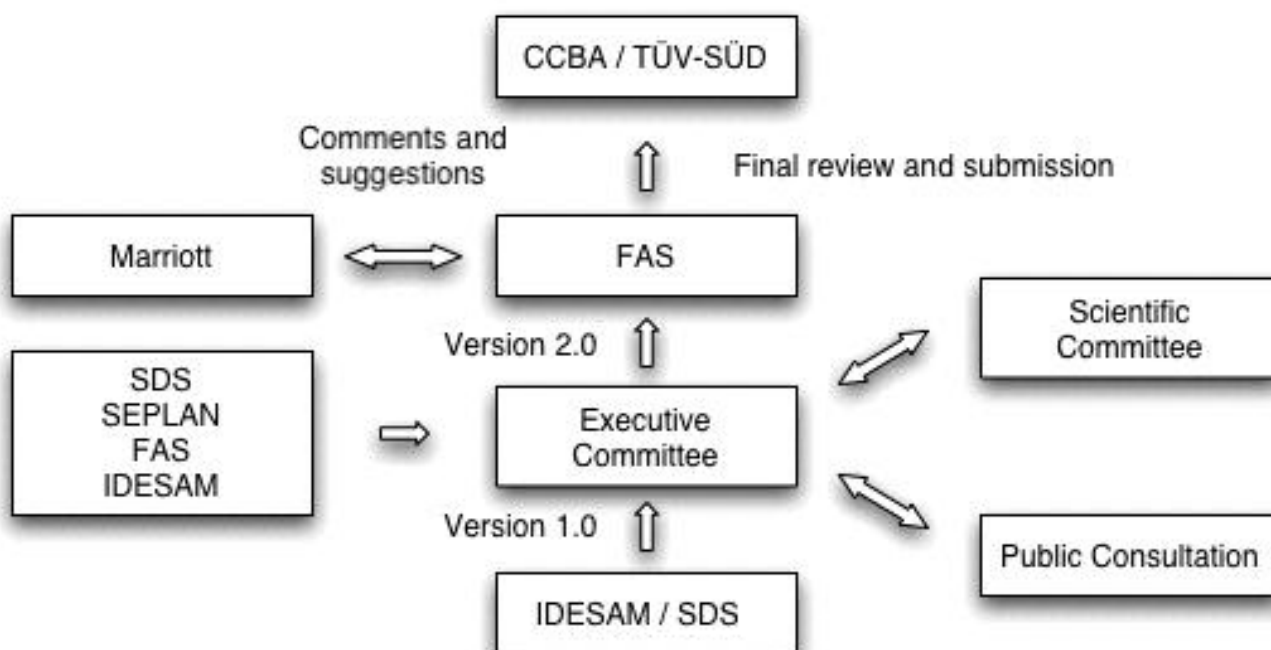 CCBA / TÜV-SÜD
Comments and
suggestions
Final review and submission
Marriott
FAS
Scientific
Committee
Version 2.0
SDS
SEPLAN
FAS
IDESAM
Executive
Committee
Version 1.0
Public Consultation
IDESAM / SDS